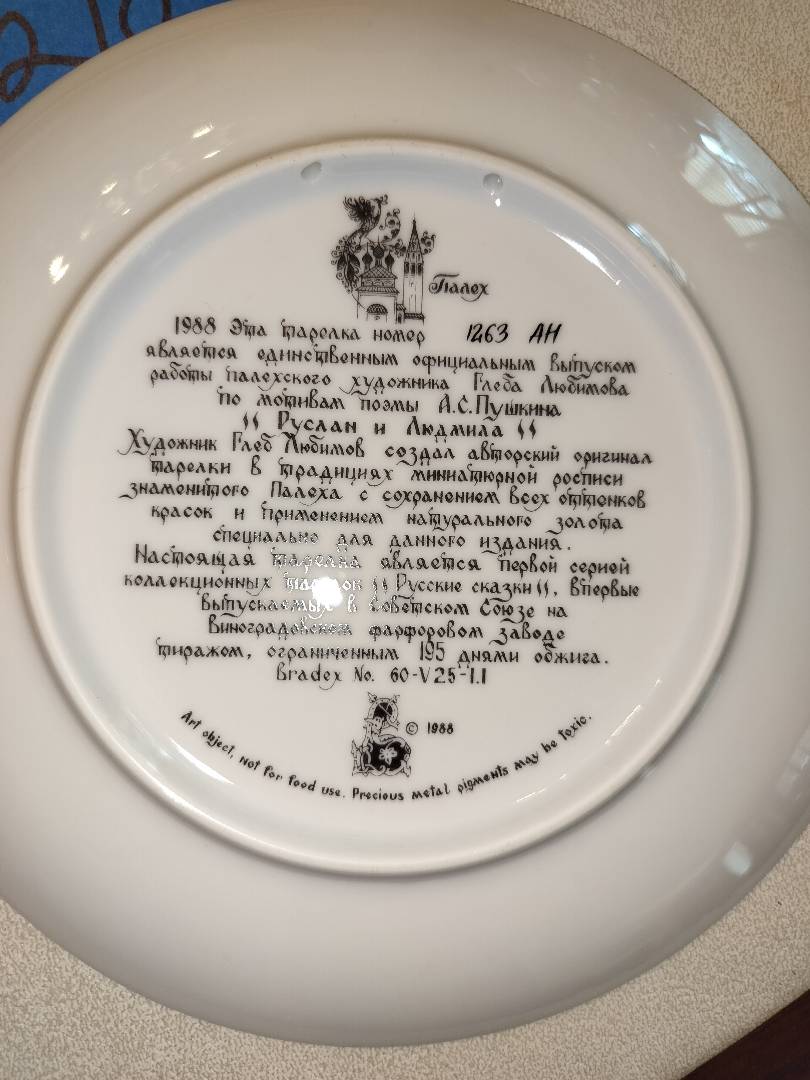 Палех
1988 Эта тарелка номер 1263 АН
является единственным официальным выпуском
работы палехского художника Глеба Любимова
по мотивам поэмы А.С.Пушкина
"Руслан и Людмила"
Художник Глеб Любимов создал авторский оригинал
тарелки в традициях миниатюрной росписи
знаменитого Палеха с сохранением всех оттенков
красок и применением натурального золота
специально для данного издания.
Настоящая тарелка является первой серией
коллекционных тарелок "Русские сказки", впервые
выпускаемых в Советском Союзе на
Виноградовском фарфоровом заводе
тиражом, ограниченным 195 днями обжига.
Bradex No. 60-V25-1.1
© 1988
Art object, not for food use. Precious metal pigments may be toxic.